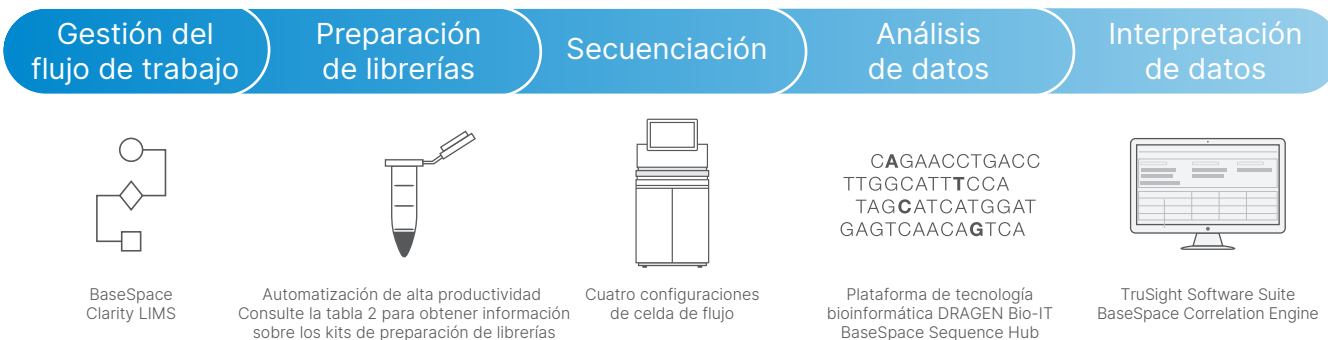 Gestión del
flujo de trabajo
Preparación
de librerías
Secuenciación
Análisis
de datos
Interpretación
de datos
CAGAACCTGACC
TTGGCATTTCCA
TAGCATCATGGAT
GAGTCAACAGTCA
BaseSpace
Clarity LIMS
Automatización de alta productividad
Consulte la tabla 2 para obtener información
sobre los kits de preparación de librerías
Cuatro configuraciones
de celda de flujo
Plataforma de tecnología
bioinformática DRAGEN Bio-IT
BaseSpace Sequence Hub
TruSight Software Suite
BaseSpace Correlation Engine